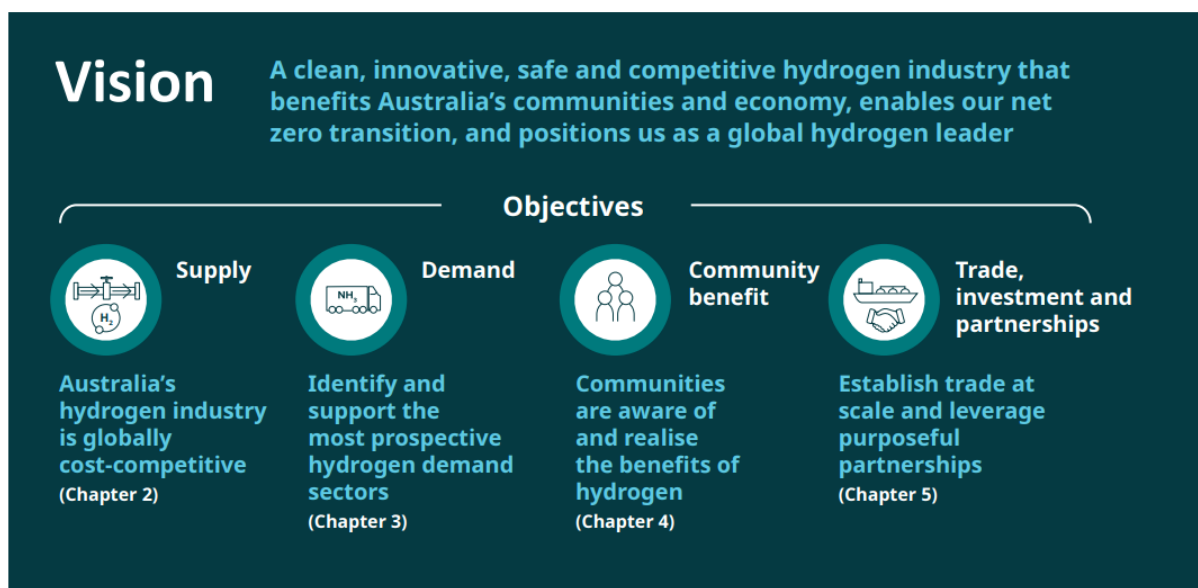 Vision
A clean, innovative, safe and competitive hydrogen industry that
benefits Australia’s communities and economy, enables our net
zero transition, and positions us as a global hydrogen leader
Objectives
H₂
Supply
Australia’s
hydrogen industry
is globally
cost-competitive
(Chapter 2)
NH₃
Demand
Identify and
support the
most prospective
hydrogen demand
sectors
(Chapter 3)
Community
benefit
Communities
are aware of
and realise
the benefits of
hydrogen
(Chapter 4)
Trade,
investment and
partnerships
Establish trade at
scale and leverage
purposeful
partnerships
(Chapter 5)